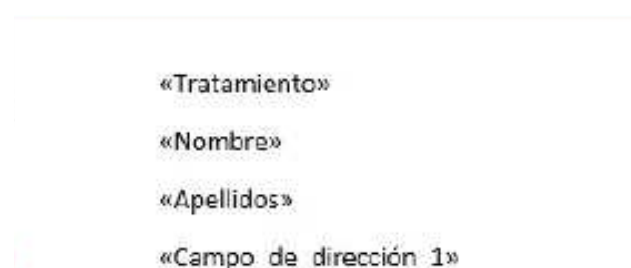 «Tratamiento»
«Nombre»
«Apellidos»
«Campo de dirección 1»